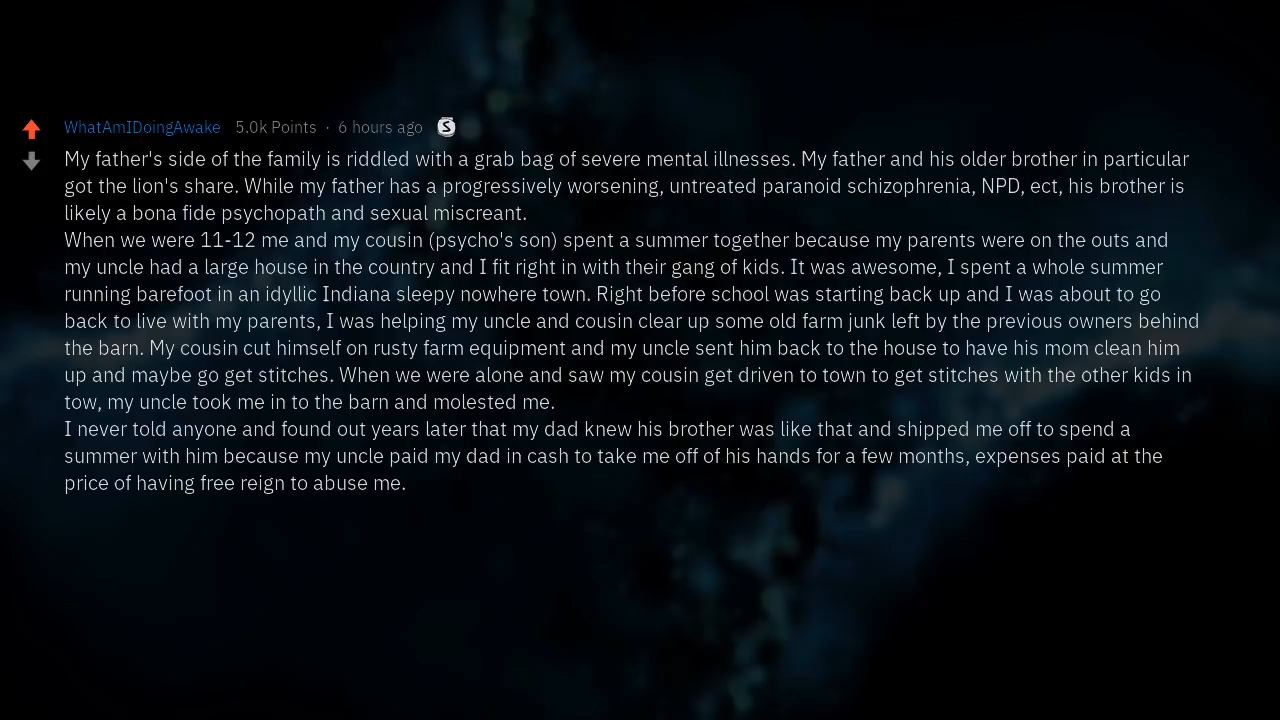 WhatAmIDoingAwake 5.0k Points · 6 hours ago S
My father's side of the family is riddled with a grab bag of severe mental illnesses. My father and his older brother in particular
got the lion's share. While my father has a progressively worsening, untreated paranoid schizophrenia, NPD, ect, his brother is
likely a bona fide psychopath and sexual miscreant.
When we were 11-12 me and my cousin (psycho's son) spent a summer together because my parents were on the outs and
my uncle had a large house in the country and I fit right in with their gang of kids. It was awesome, I spent a whole summer
running barefoot in an idyllic Indiana sleepy nowhere town. Right before school was starting back up and I was about to go
back to live with my parents, I was helping my uncle and cousin clear up some old farm junk left by the previous owners behind
the barn. My cousin cut himself on rusty farm equipment and my uncle sent him back to the house to have his mom clean him
up and maybe go get stitches. When we were alone and saw my cousin get driven to town to get stitches with the other kids in
tow, my uncle took me in to the barn and molested me.
I never told anyone and found out years later that my dad knew his brother was like that and shipped me off to spend a
summer with him because my uncle paid my dad in cash to take me off of his hands for a few months, expenses paid at the
price of having free reign to abuse me.